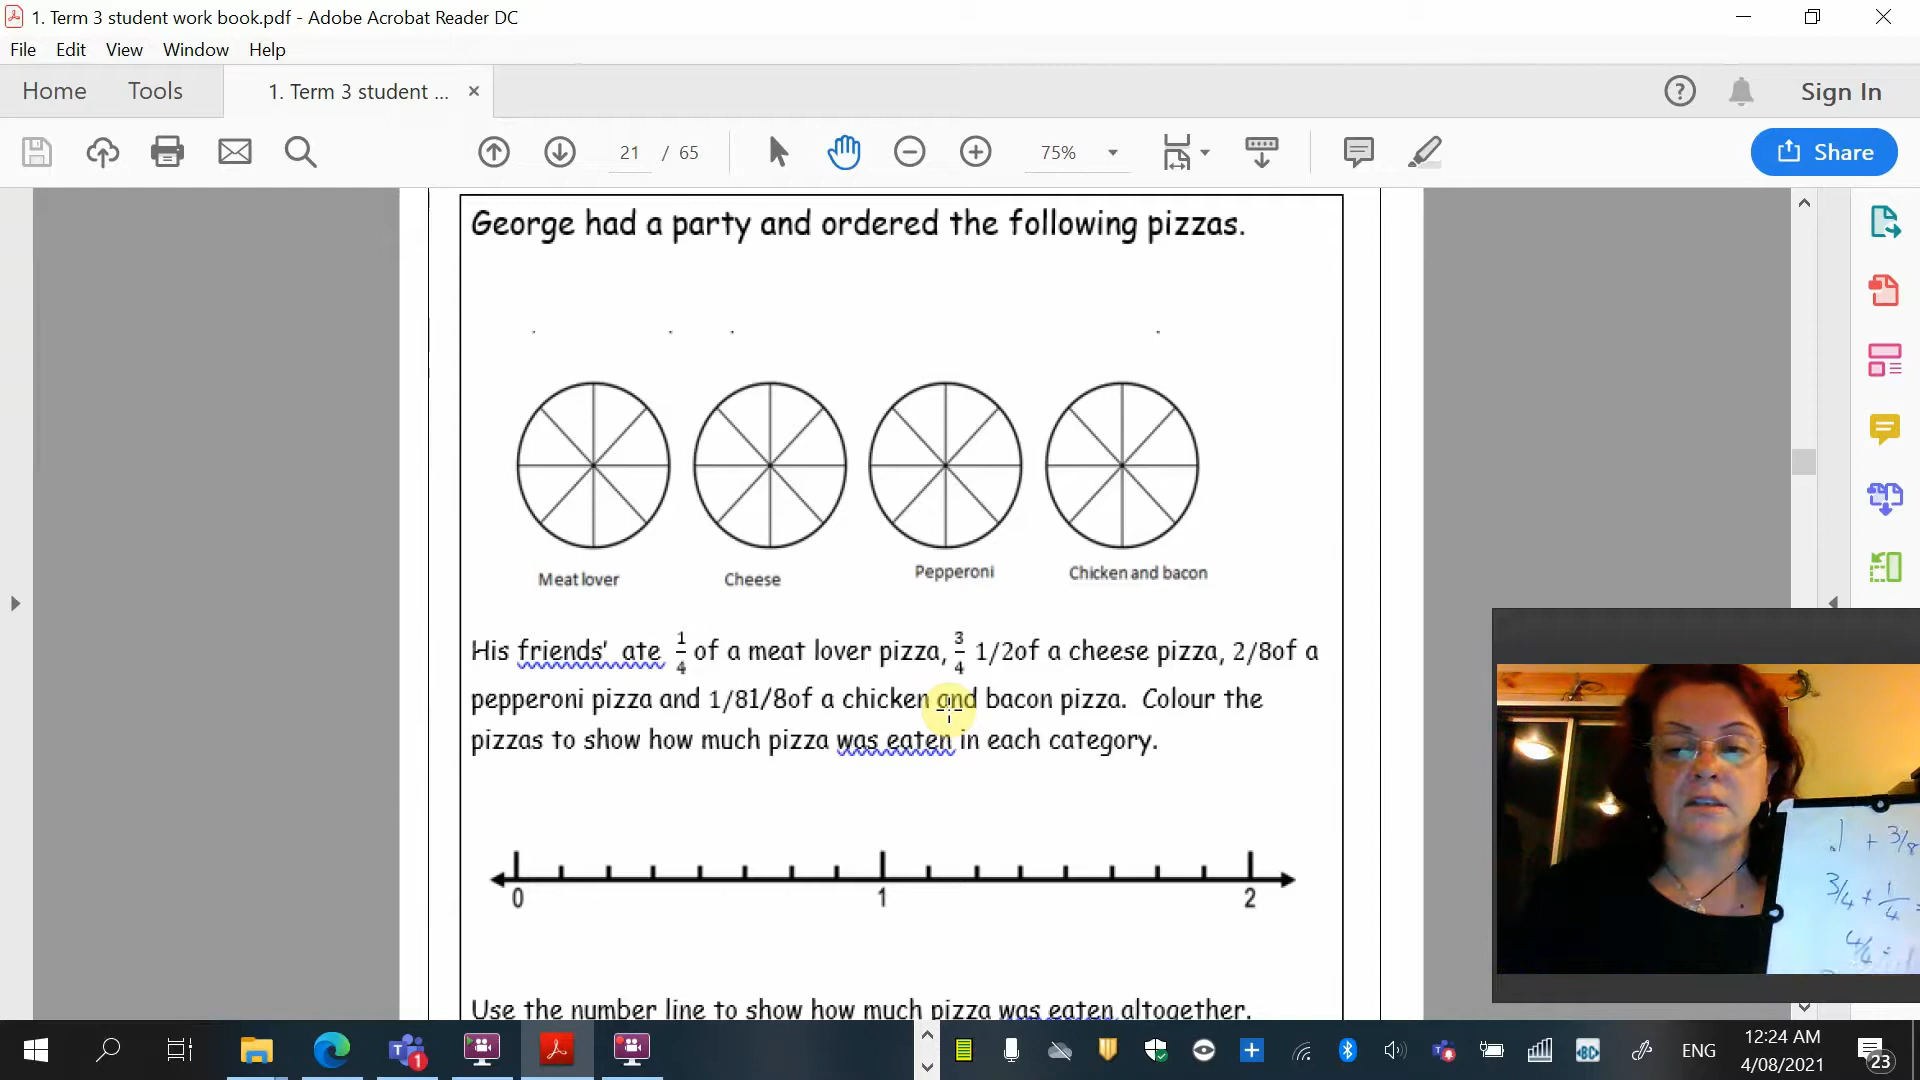 1. Term 3 student work book.pdf - Adobe Acrobat Reader DC
File Edit View Window Help
Home Tools 1. Term 3 student ... × Sign In
21 / 65 75% Share
George had a party and ordered the following pizzas.
Meat lover Cheese Pepperoni Chicken and bacon
His friends' ate 1/4 of a meat lover pizza, 3/4 1/2of a cheese pizza, 2/8of a
pepperoni pizza and 1/81/8of a chicken and bacon pizza. Colour the
pizzas to show how much pizza was eaten in each category.
0 1 2
Use the number line to show how much pizza was eaten altogether.
+ 3/8
3/4 + 1/4
4/4 =
1
ENG
12:24 AM
4/08/2021
23